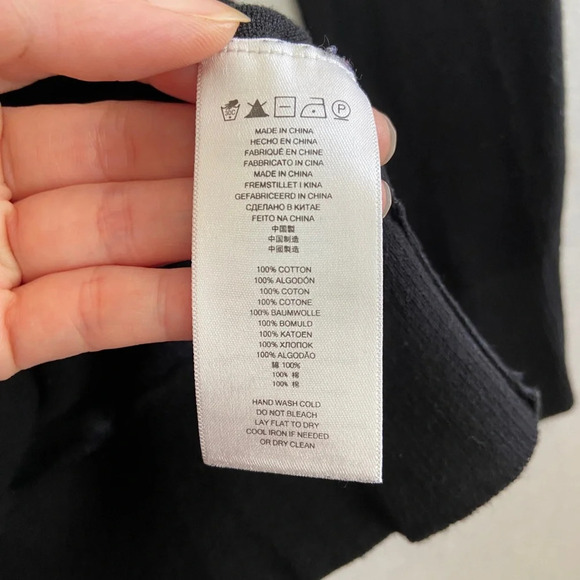 30C
P
MADE IN CHINA
HECHO EN CHINA
FABRIQUÉ EN CHINE
FABBRICATO IN CINA
MADE IN CHINA
FREMSTILLET I KINA
GEFABRICEERD IN CHINA
СДЕЛАНО В КИТАЕ
FEITO NA CHINA
中国製
中国制造
中國製造
100% COTTON
100% ALGODÓN
100% COTON
100% COTONE
100% BAUMWOLLE
100% BOMULD
100% KATOEN
100% ХЛОПОК
100% ALGODÃO
綿 100%
100% 棉
100% 棉
HAND WASH COLD
DO NOT BLEACH
LAY FLAT TO DRY
COOL IRON IF NEEDED
OR DRY CLEAN